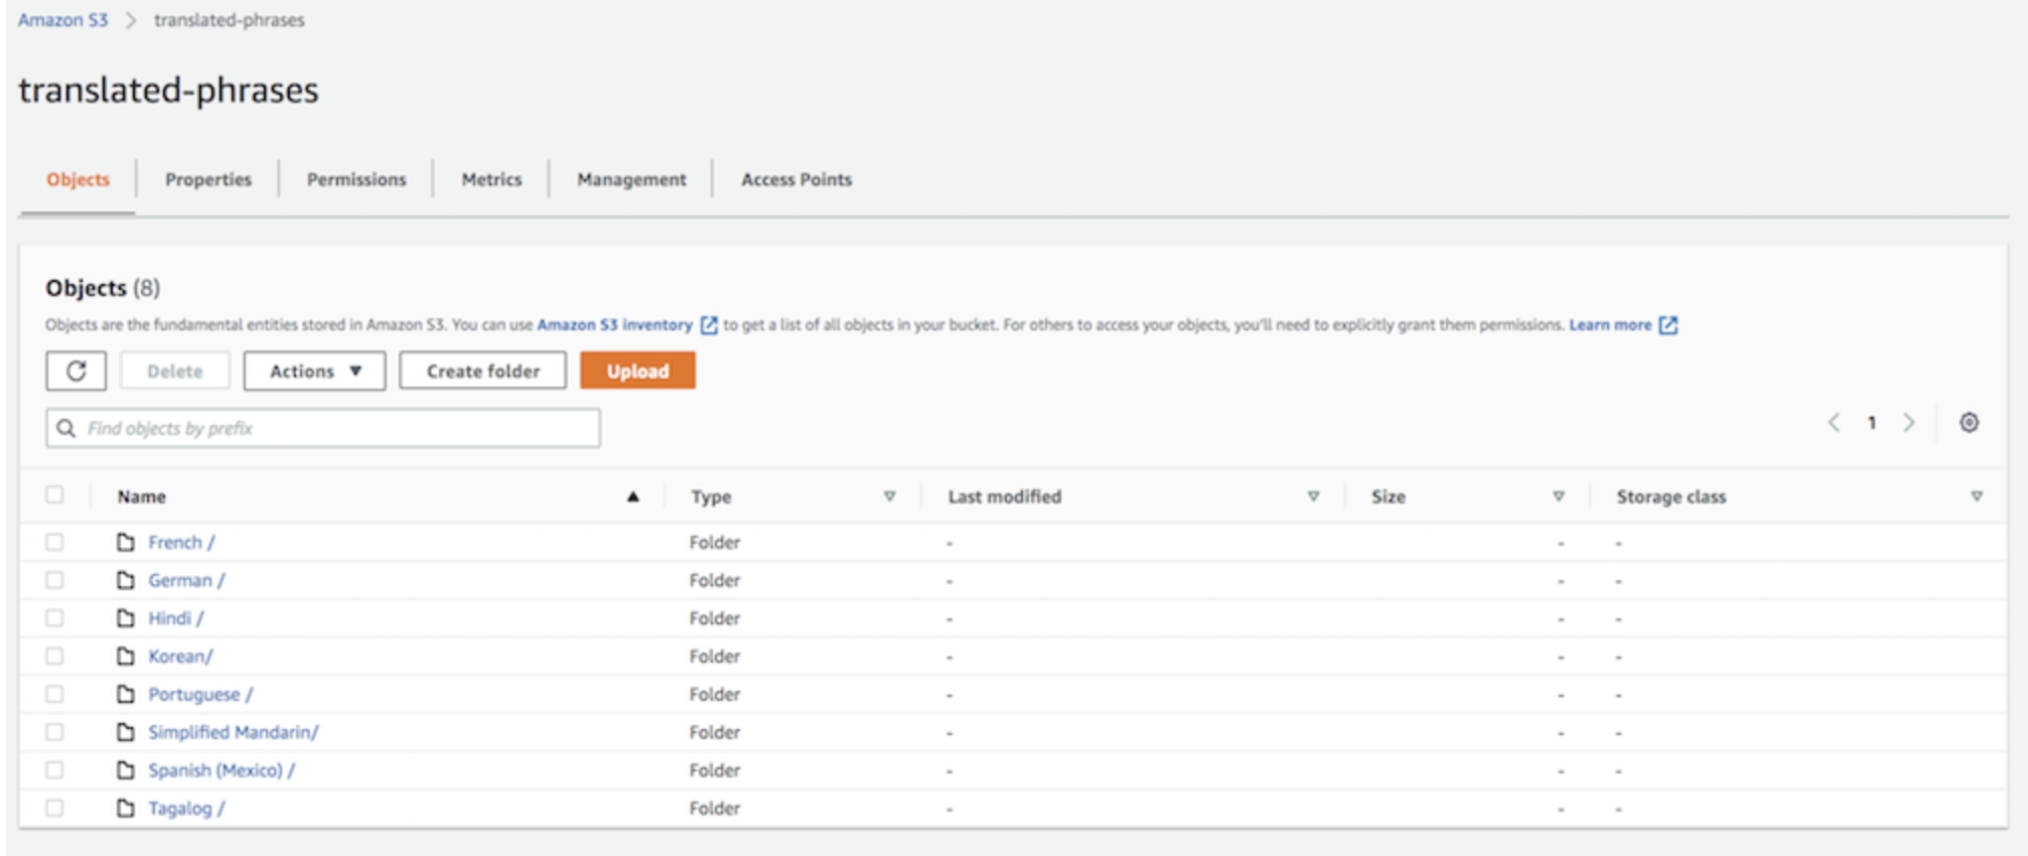 Amazon S3 > translated-phrases
translated-phrases
Objects Properties Permissions Metrics Management Access Points
Objects (8)
Objects are the fundamental entities stored in Amazon S3. You can use Amazon S3 inventory to get a list of all objects in your bucket. For others to access your objects, you'll need to explicitly grant them permissions. Learn more
Delete Actions ▼ Create folder Upload
Find objects by prefix < 1 >
Name ▲ Type ▽ Last modified ▽ Size ▽ Storage class ▽
French / Folder - - -
German / Folder - - -
Hindi / Folder - - -
Korean/ Folder - - -
Portuguese / Folder - - -
Simplified Mandarin/ Folder - - -
Spanish (Mexico) / Folder - - -
Tagalog / Folder - - -